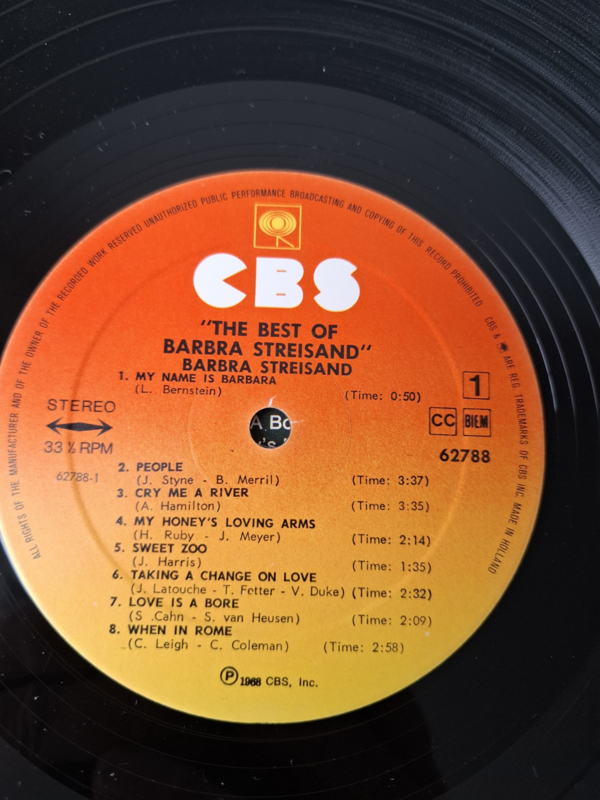 ALL RIGHTS OF THE MANUFACTURER AND OF THE OWNER OF THE RECORDED WORK RESERVED UNAUTHORIZED PUBLIC PERFORMANCE BROADCASTING AND COPYING OF THIS RECORD PROHIBITED CBS & ARE REG. TRADEMARKS OF CBS INC. MADE IN HOLLAND
CBS
"THE BEST OF
BARBRA STREISAND"
BARBRA STREISAND
1. MY NAME IS BARBARA
(L. Bernstein) (Time: 0:50)
1
STEREO
33 ⅓ RPM
62788-1
CC BIEM
62788
A Bo
2. PEOPLE
(J. Styne - B. Merril) (Time: 3:37)
3. CRY ME A RIVER
(A. Hamilton) (Time: 3:35)
4. MY HONEY'S LOVING ARMS
(H. Ruby - J. Meyer) (Time: 2:14)
5. SWEET ZOO
(J. Harris) (Time: 1:35)
6. TAKING A CHANGE ON LOVE
(J. Latouche - T. Fetter - V. Duke) (Time: 2:32)
7. LOVE IS A BORE
(S .Cahn - S. van Heusen) (Time: 2:09)
8. WHEN IN ROME
(C. Leigh - C. Coleman) (Time: 2:58)
℗ 1968 CBS, Inc.